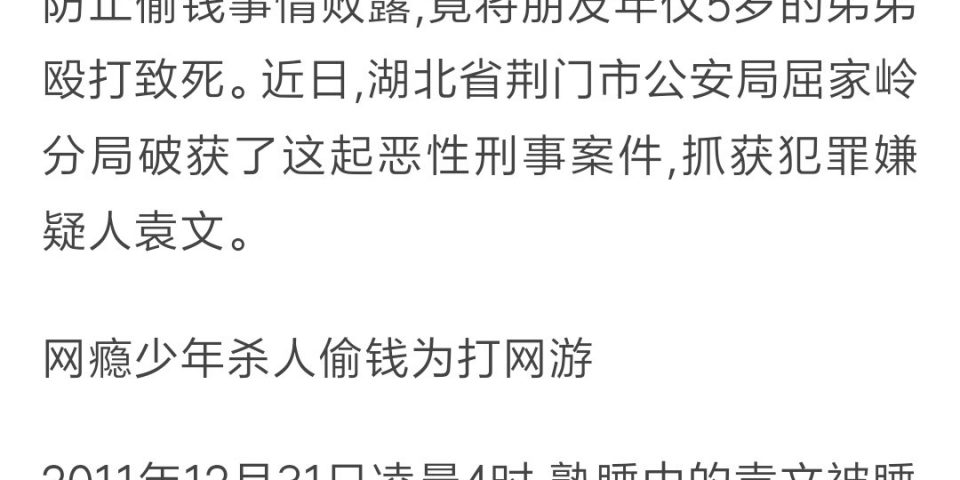 防止偷钱事情败露,竟将朋友年仅5岁的弟弟
殴打致死。近日,湖北省荆门市公安局屈家岭
分局破获了这起恶性刑事案件,抓获犯罪嫌
疑人袁文。
网瘾少年杀人偷钱为打网游
2011年12月31日凌晨4时,熟睡中的袁文被睡